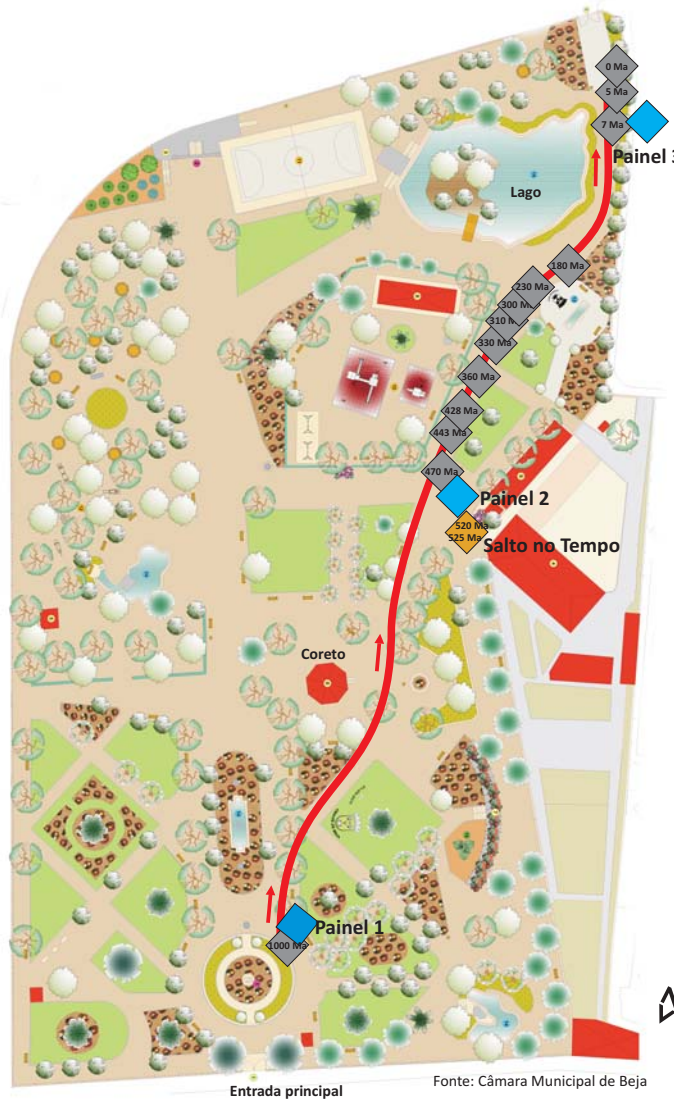 0 Ma
5 Ma
7 Ma
Painel 3
Lago
180 Ma
230 Ma
300 Ma
310 M
330 Ma
360 Ma
428 Ma
443 Ma
470 Ma
Painel 2
520 Ma
525 Ma
Salto no Tempo
Coreto
Painel 1
1000 Ma
Entrada principal
Fonte: Câmara Municipal de Beja